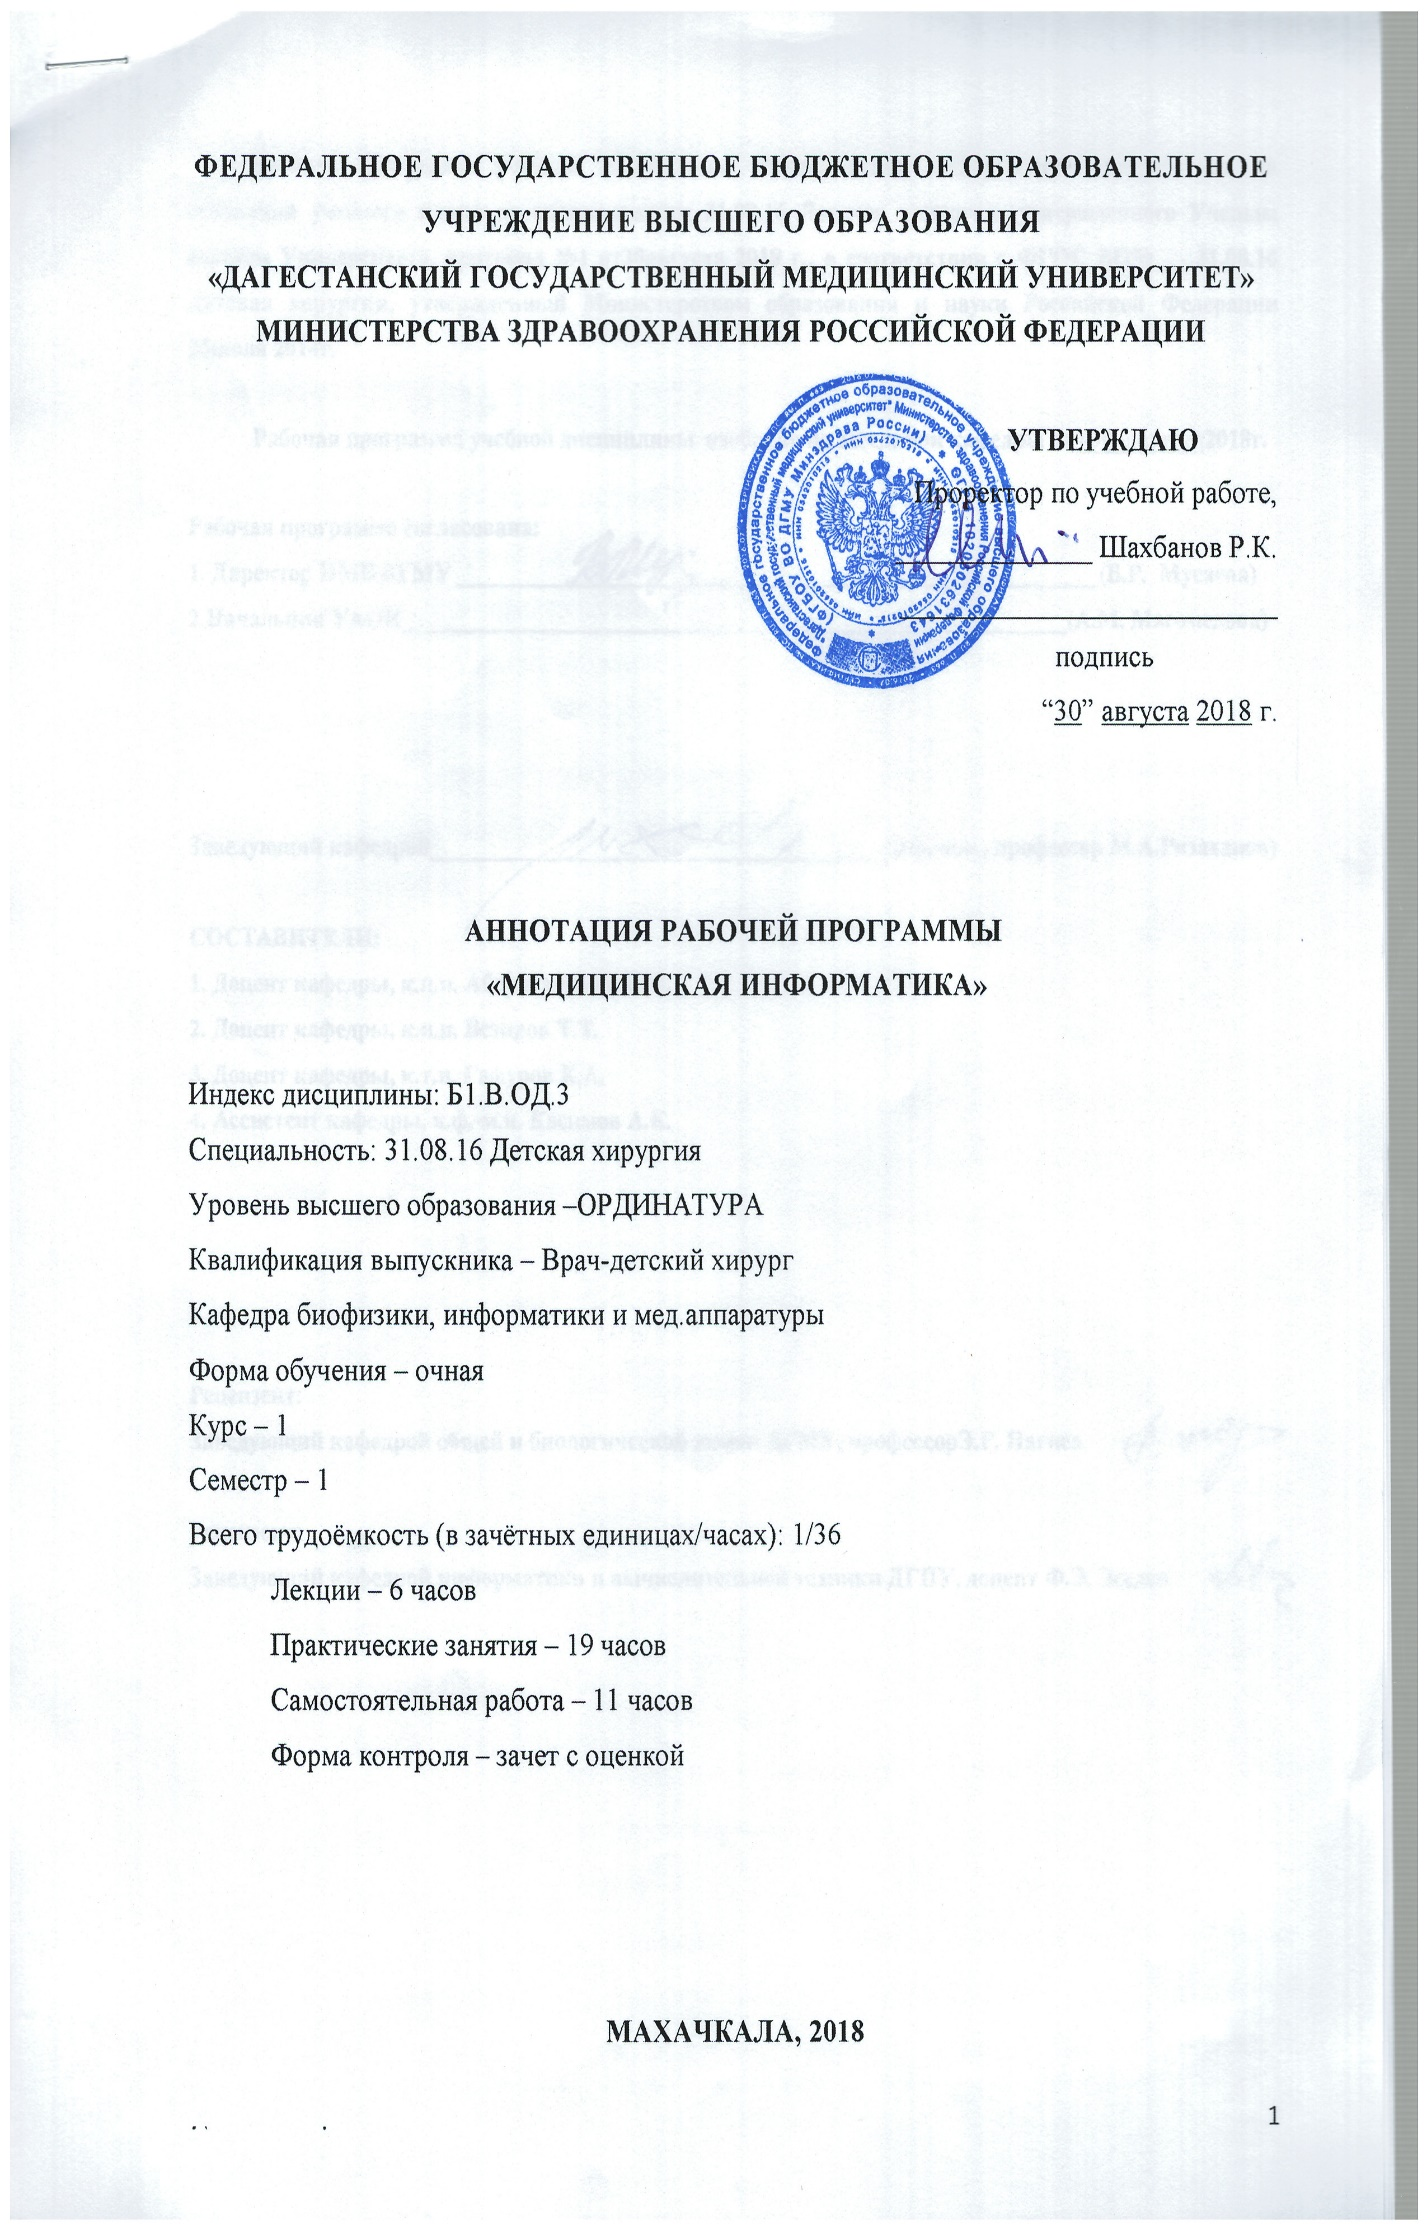 ФЕДЕРАЛЬНОЕ ГОСУДАРСТВЕННОЕ БЮДЖЕТНОЕ ОБРАЗОВАТЕЛЬНОЕ
УЧРЕЖДЕНИЕ ВЫСШЕГО ОБРАЗОВАНИЯ
«ДАГЕСТАНСКИЙ ГОСУДАРСТВЕННЫЙ МЕДИЦИНСКИЙ УНИВЕРСИТЕТ»
МИНИСТЕРСТВА ЗДРАВООХРАНЕНИЯ РОССИЙСКОЙ ФЕДЕРАЦИИ
УТВЕРЖДАЮ
Проректор по учебной работе,
Шахбанов Р.К.
подпись
“30” августа 2018 г.
АННОТАЦИЯ РАБОЧЕЙ ПРОГРАММЫ
«МЕДИЦИНСКАЯ ИНФОРМАТИКА»
Индекс дисциплины: Б1.В.ОД.3
Специальность: 31.08.16 Детская хирургия
Уровень высшего образования –ОРДИНАТУРА
Квалификация выпускника – Врач-детский хирург
Кафедра биофизики, информатики и мед.аппаратуры
Форма обучения – очная
Курс – 1
Семестр – 1
Всего трудоёмкость (в зачётных единицах/часах): 1/36
Лекции – 6 часов
Практические занятия – 19 часов
Самостоятельная работа – 11 часов
Форма контроля – зачет с оценкой
МАХАЧКАЛА, 2018
1